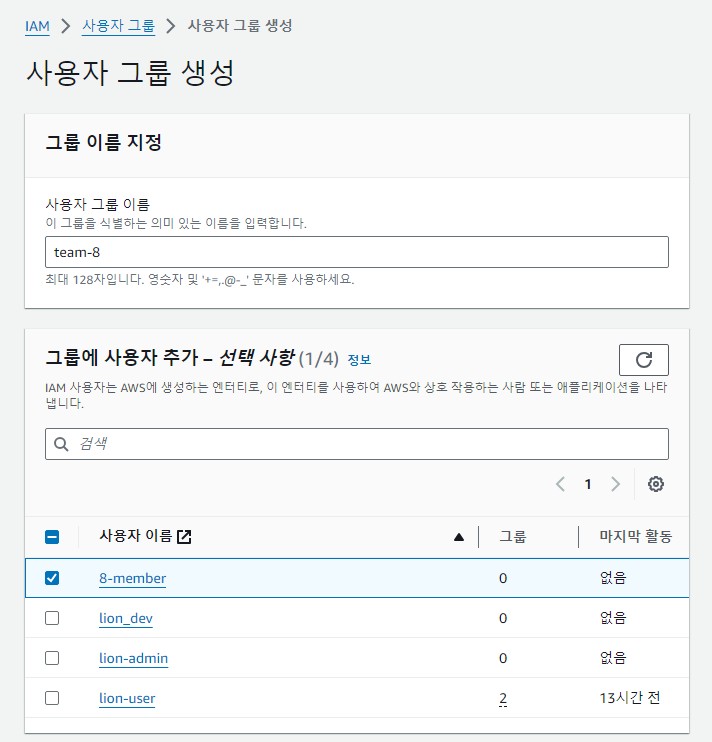 IAM > 사용자 그룹 > 사용자 그룹 생성
사용자 그룹 생성
그룹 이름 지정
사용자 그룹 이름
이 그룹을 식별하는 의미 있는 이름을 입력합니다.
team-8
최대 128자입니다. 영숫자 및 '+=,.@-_' 문자를 사용하세요.
그룹에 사용자 추가 – 선택 사항 (1/4) 정보
IAM 사용자는 AWS에 생성하는 엔터티로, 이 엔터티를 사용하여 AWS와 상호 작용하는 사람 또는 애플리케이션을 나타
냅니다.
검색
1
사용자 이름 그룹 마지막 활동
8-member 0 없음
lion_dev 0 없음
lion-admin 0 없음
lion-user 2 13시간 전